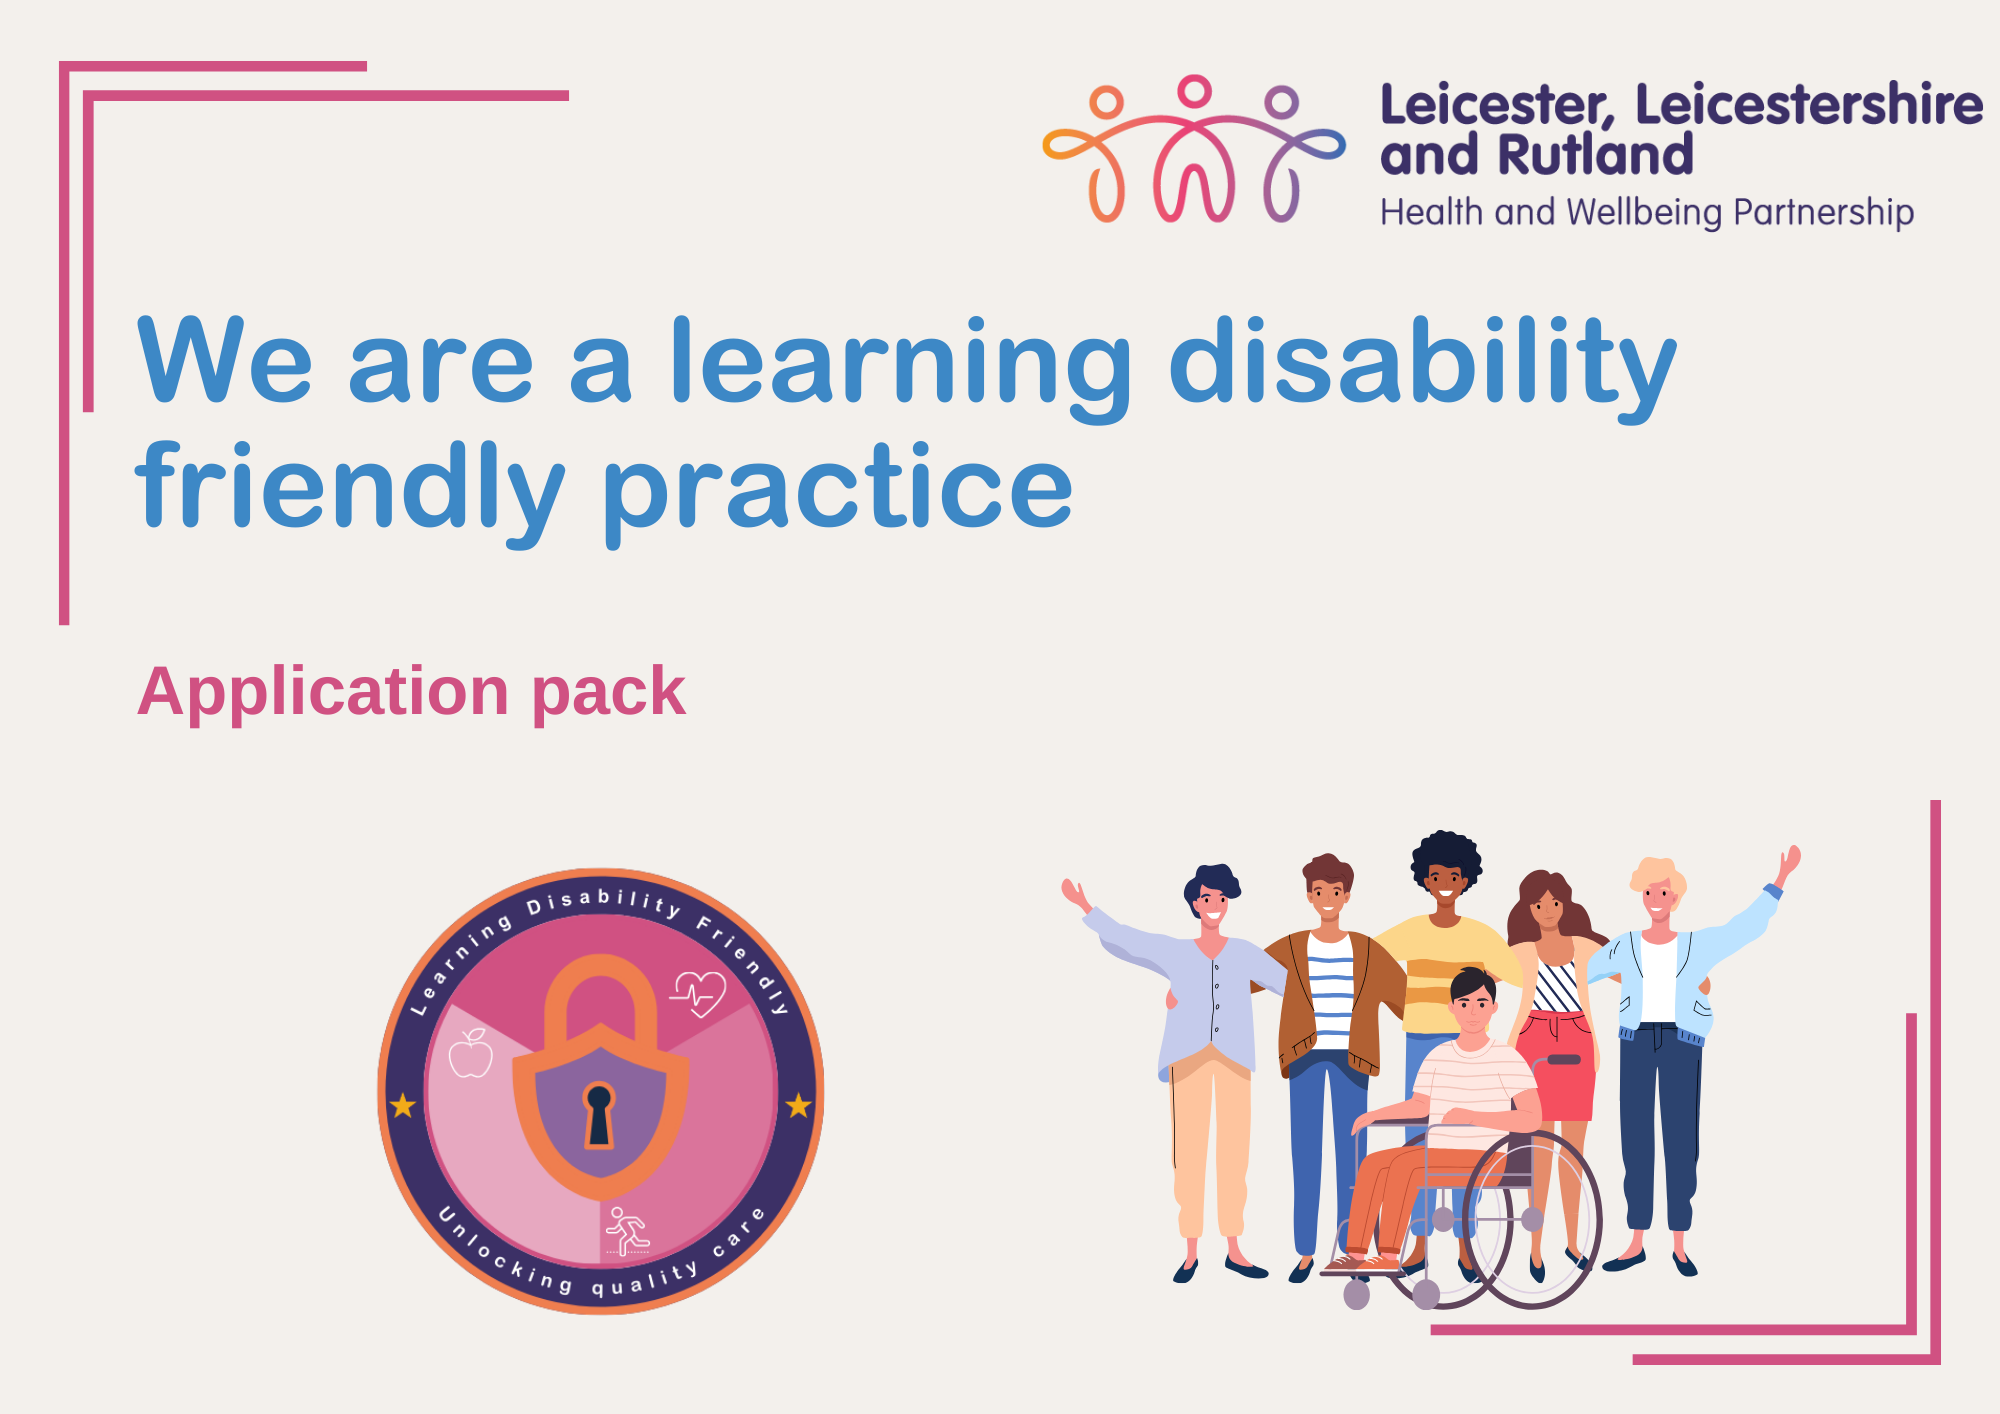 Leicester, Leicestershire
and Rutland
Health and Wellbeing Partnership
We are a learning disability
friendly practice
Application pack
Learning Disability Friendly
Unlocking quality care